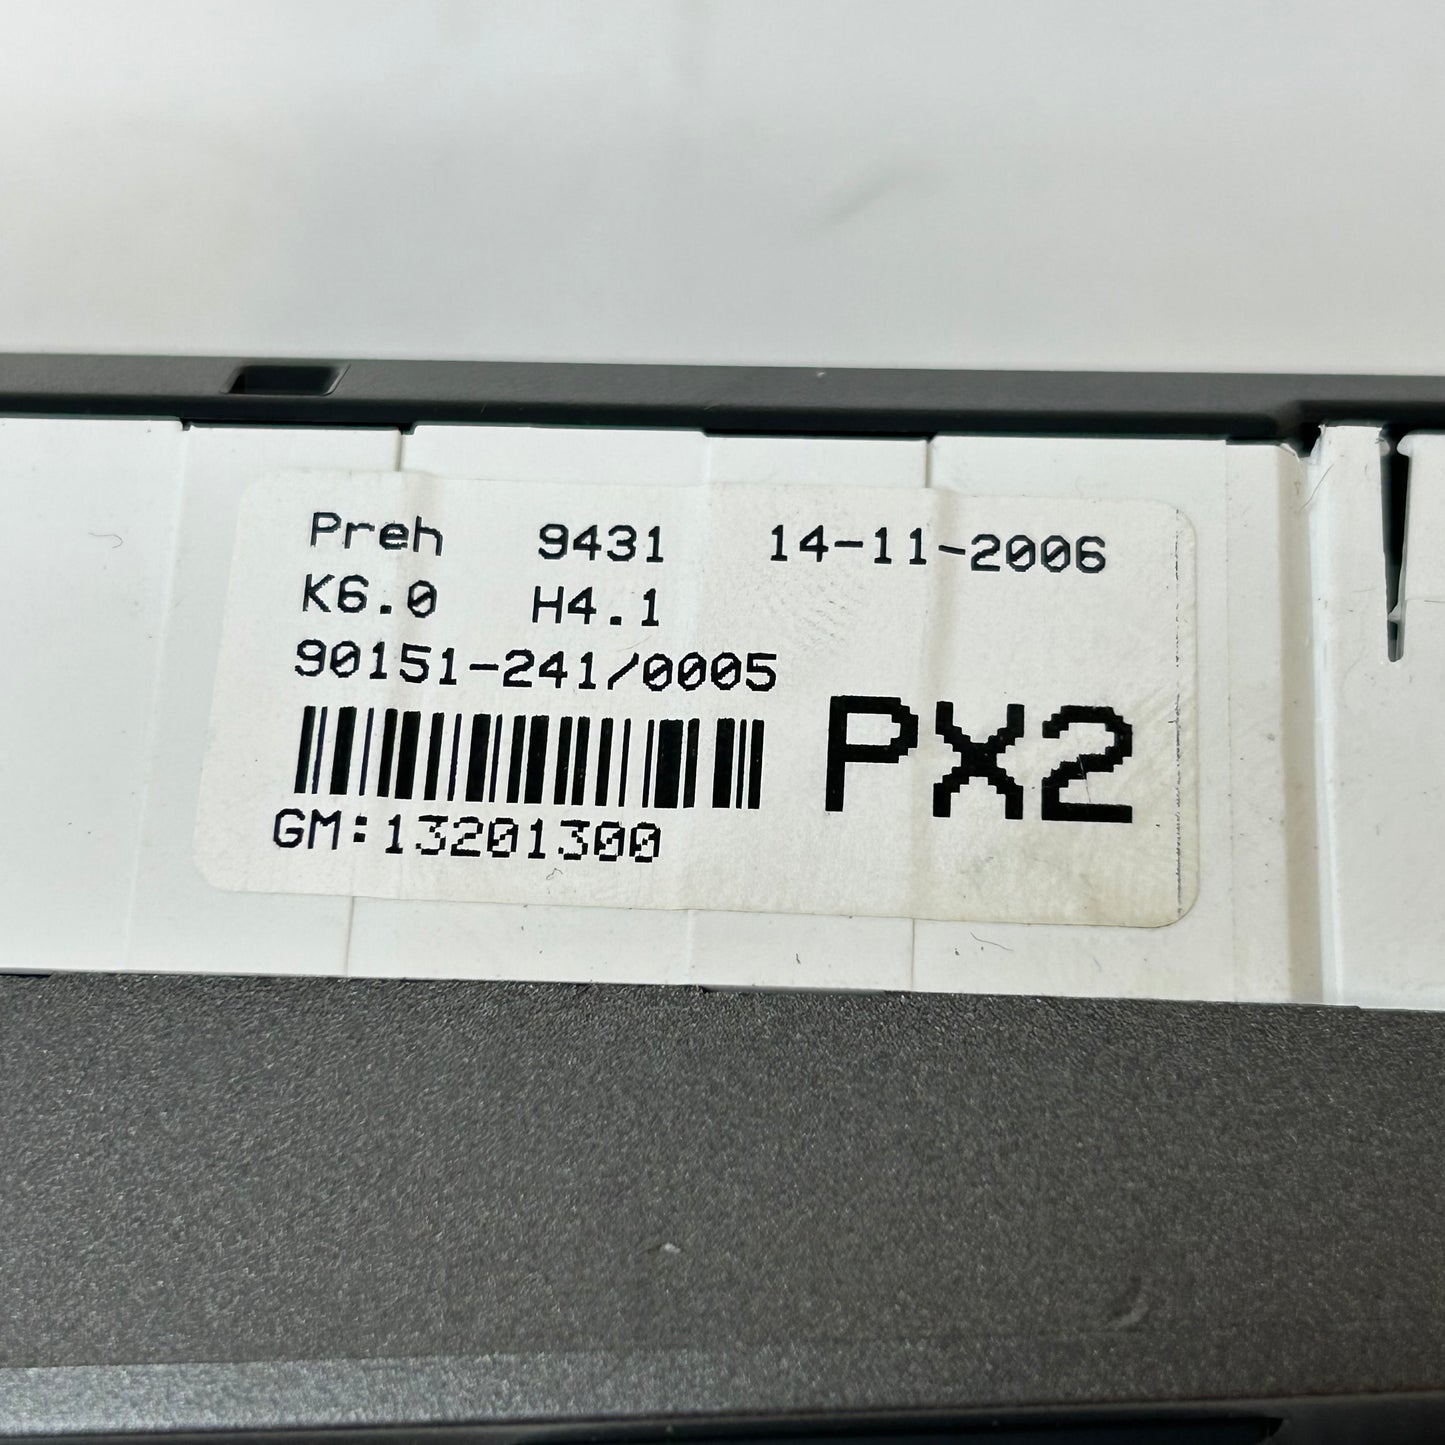 Preh 9431 14-11-2006
K6.0 H4.1
90151-241/0005
PX2
GM:13201300